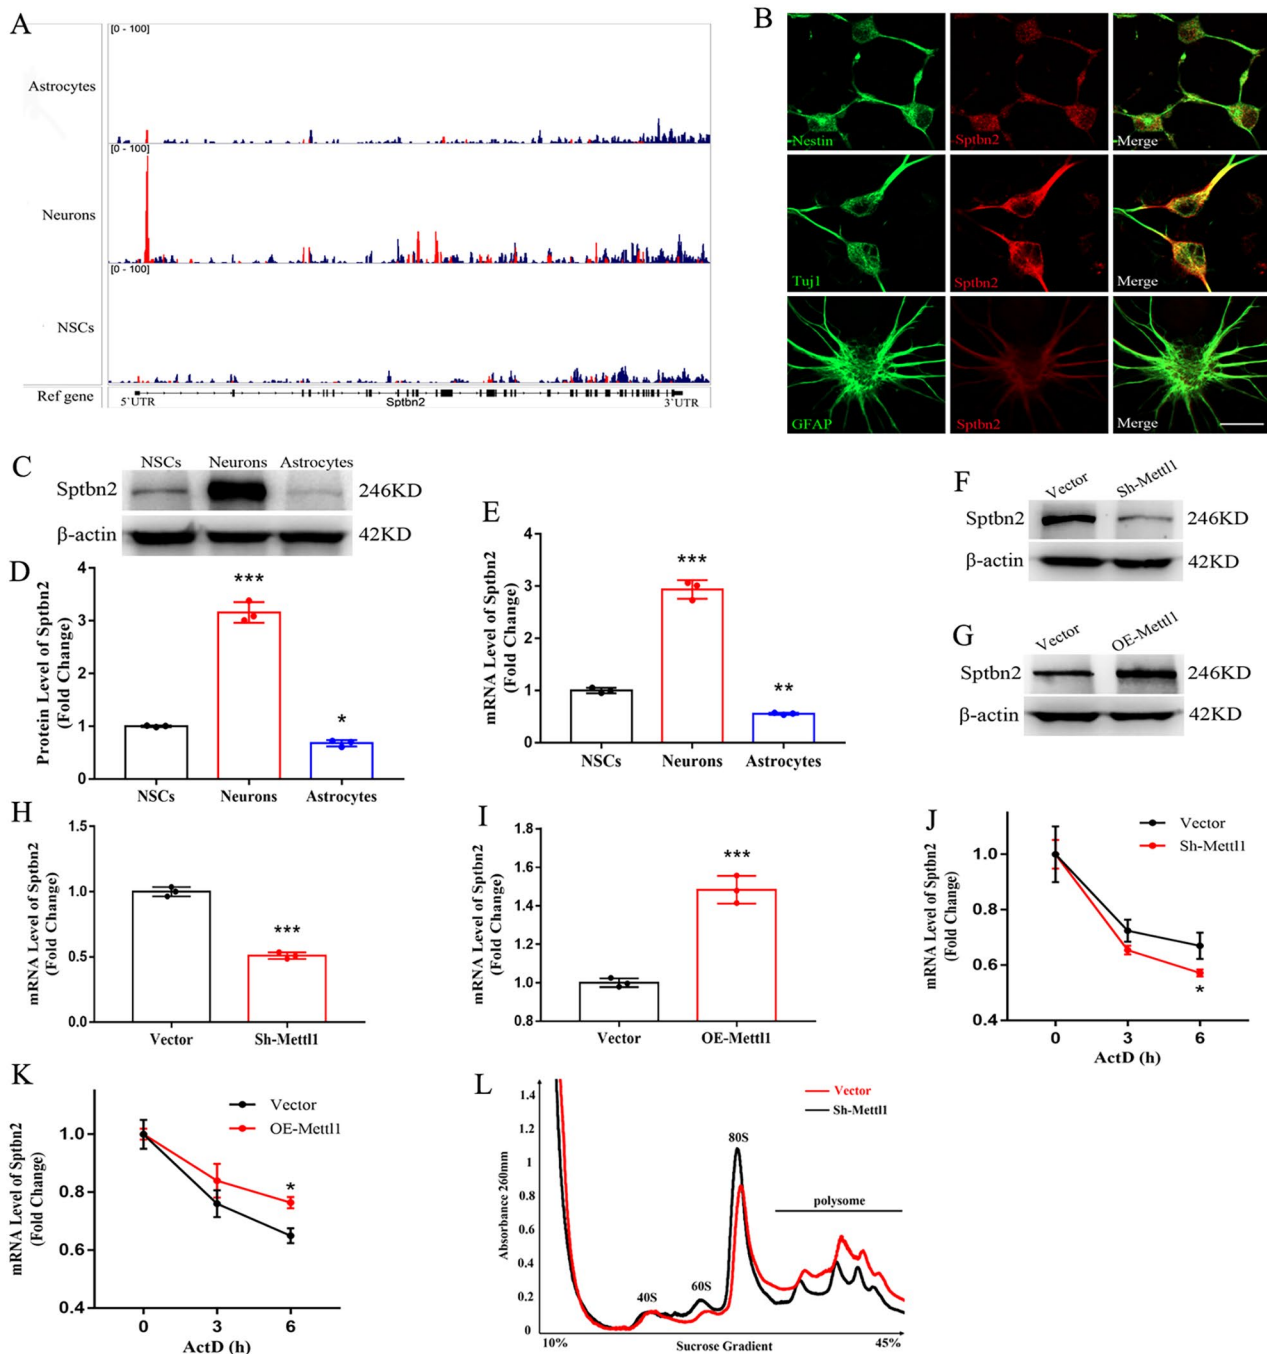 A
[0 - 100]
Astrocytes
[0 - 100]
Neurons
[0 - 100]
NSCs
Ref gene
5`UTR
Sptbn2
3`UTR
B
Nestin
Sptbn2
Merge
Tuj1
Sptbn2
Merge
GFAP
Sptbn2
Merge
C
NSCs Neurons Astrocytes
Sptbn2 246KD
β-actin 42KD
D
Protein Level of Sptbn2
(Fold Change)
4
3
2
1
0
***
*
NSCs Neurons Astrocytes
E
mRNA Level of Sptbn2
(Fold Change)
4
3
2
1
0
***
**
NSCs Neurons Astrocytes
F
Vector Sh-Mettl1
Sptbn2 246KD
β-actin 42KD
G
Vector OE-Mettl1
Sptbn2 246KD
β-actin 42KD
H
mRNA Level of Sptbn2
(Fold Change)
1.5
1.0
0.5
0.0
***
Vector Sh-Mettl1
I
mRNA Level of Sptbn2
(Fold Change)
1.8
1.6
1.4
1.2
1.0
0.8
***
Vector OE-Mettl1
J
mRNA Level of Sptbn2
(Fold Change)
1.0
0.8
0.6
0.4
Vector
Sh-Mettl1
*
0 3 6
ActD (h)
K
mRNA Level of Sptbn2
(Fold Change)
1.0
0.8
0.6
0.4
Vector
OE-Mettl1
*
0 3 6
ActD (h)
L
Absorbance 260mm
1.4
1.2
1
0.8
0.6
0.4
0.2
0
Vector
Sh-Mettl1
40S
60S
80S
polysome
10% Sucrose Gradient 45%